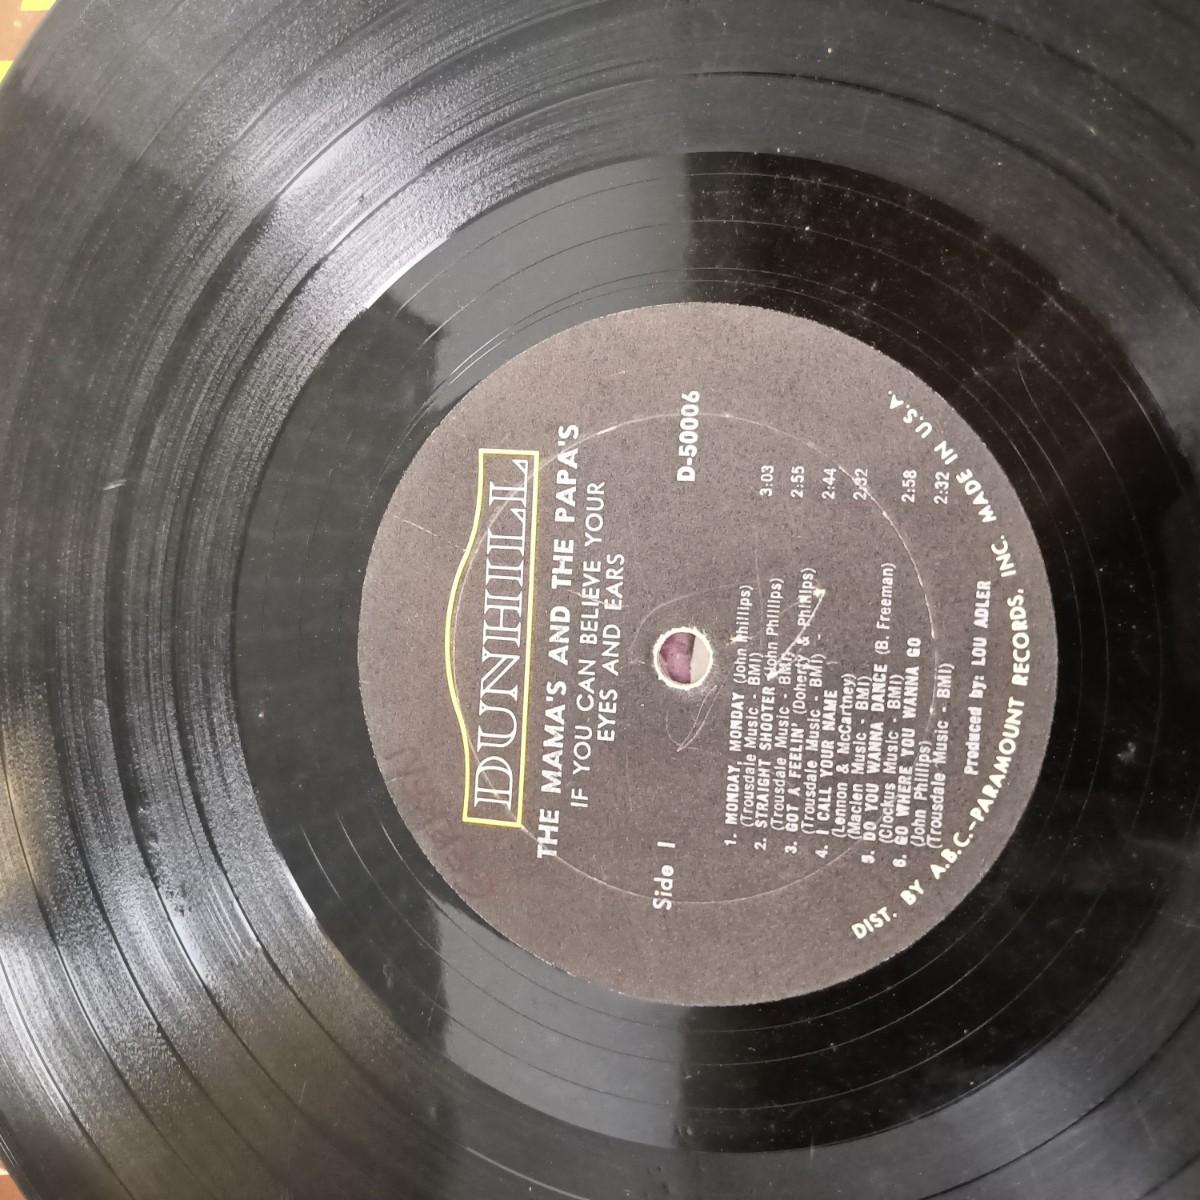 DUNHILL
THE MAMA'S AND THE PAPA'S
IF YOU CAN BELIEVE YOUR
EYES AND EARS
Side 1
D-50006
1. MONDAY, MONDAY (John Phillips) 3:03
(Trousdale Music - BMI)
2. STRAIGHT SHOOTER (John Phillips) 2:55
(Trousdale Music - BMI)
3. GOT A FEELIN' (Doherty & Phillips) 2:44
(Trousdale Music - BMI)
4. I CALL YOUR NAME 2:32
(Lennon & McCartney)
(Maclen Music - BMI)
5. DO YOU WANNA DANCE (B. Freeman) 2:58
(Clockus Music - BMI)
6. GO WHERE YOU WANNA GO 2:32
(John Phillips)
(Trousdale Music - BMI)
Produced by: LOU ADLER
DIST. BY A.B.C.-PARAMOUNT RECORDS, INC. MADE IN U.S.A.